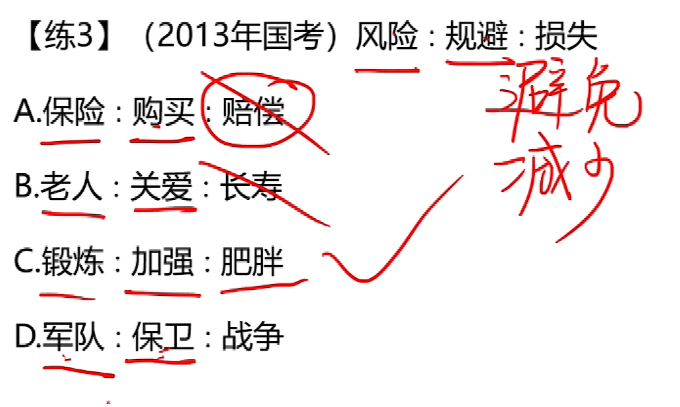 【练3】（2013年国考）风险 : 规避 : 损失
避免
A.保险 : 购买 : 赔偿
减少
B.老人 : 关爱 : 长寿
C.锻炼 : 加强 : 肥胖
D.军队 : 保卫 : 战争